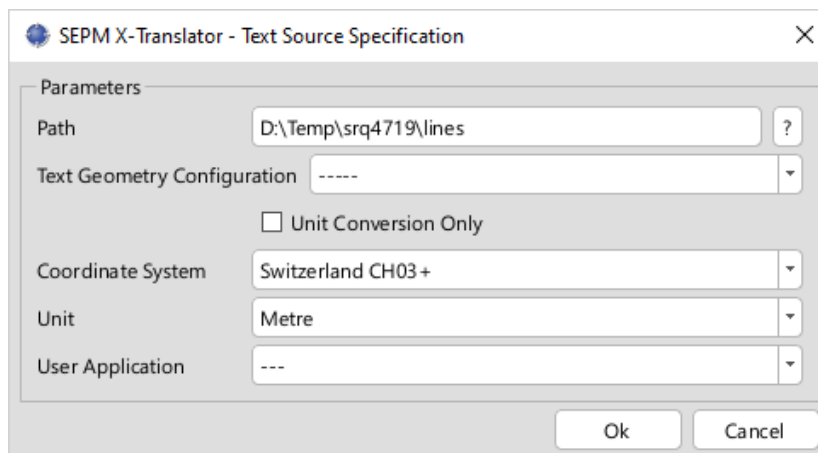 SEPM X-Translator - Text Source Specification
Parameters
Path D:\Temp\srq4719\lines ?
Text Geometry Configuration -----
Unit Conversion Only
Coordinate System Switzerland CH03+
Unit Metre
User Application ---
Ok Cancel